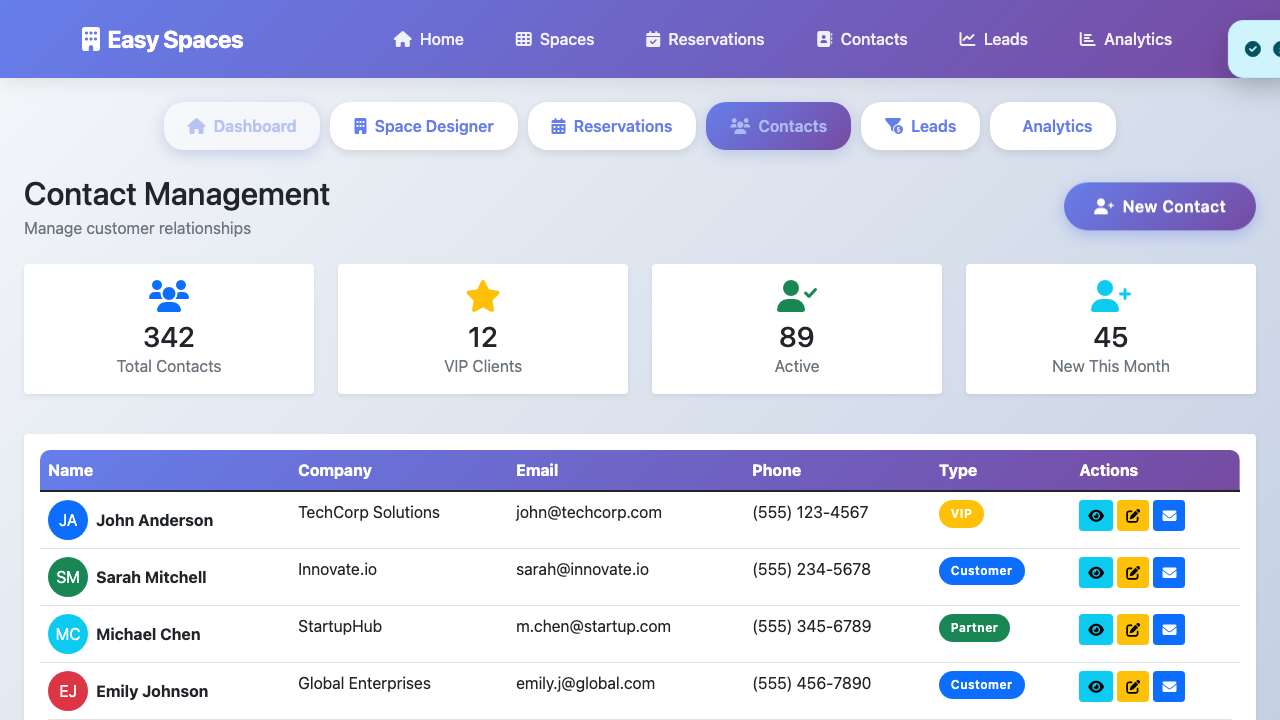 Easy Spaces
Home
Spaces
Reservations
Contacts
Leads
Analytics
Dashboard
Space Designer
Reservations
Contacts
Leads
Analytics
Contact Management
Manage customer relationships
New Contact
342
Total Contacts
12
VIP Clients
89
Active
45
New This Month
Name Company Email Phone Type Actions
JA John Anderson TechCorp Solutions john@techcorp.com (555) 123-4567 VIP
SM Sarah Mitchell Innovate.io sarah@innovate.io (555) 234-5678 Customer
MC Michael Chen StartupHub m.chen@startup.com (555) 345-6789 Partner
EJ Emily Johnson Global Enterprises emily.j@global.com (555) 456-7890 Customer